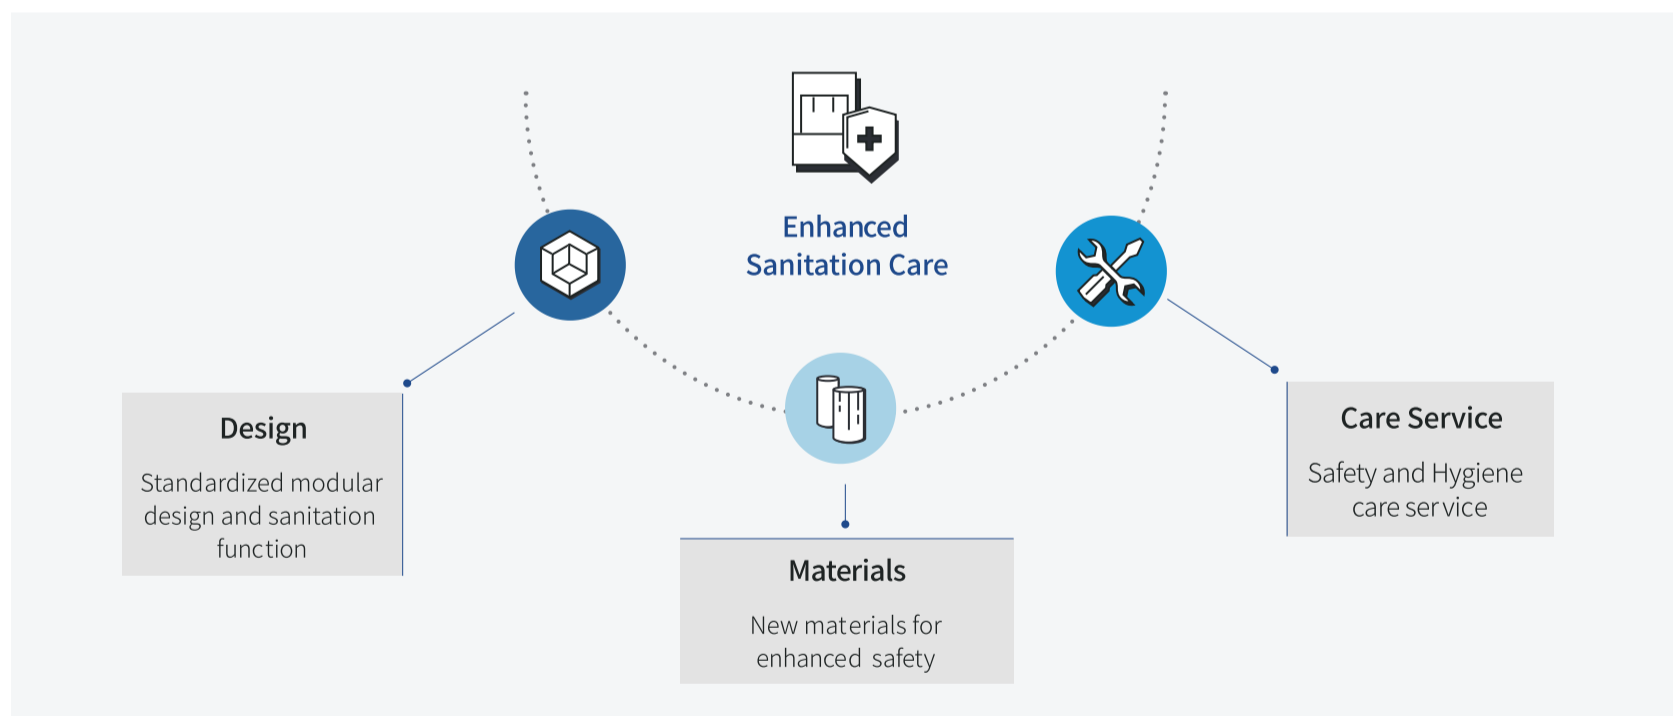 Enhanced
Sanitation Care
Design
Standardized modular
design and sanitation
function
Materials
New materials for
enhanced safety
Care Service
Safety and Hygiene
care service